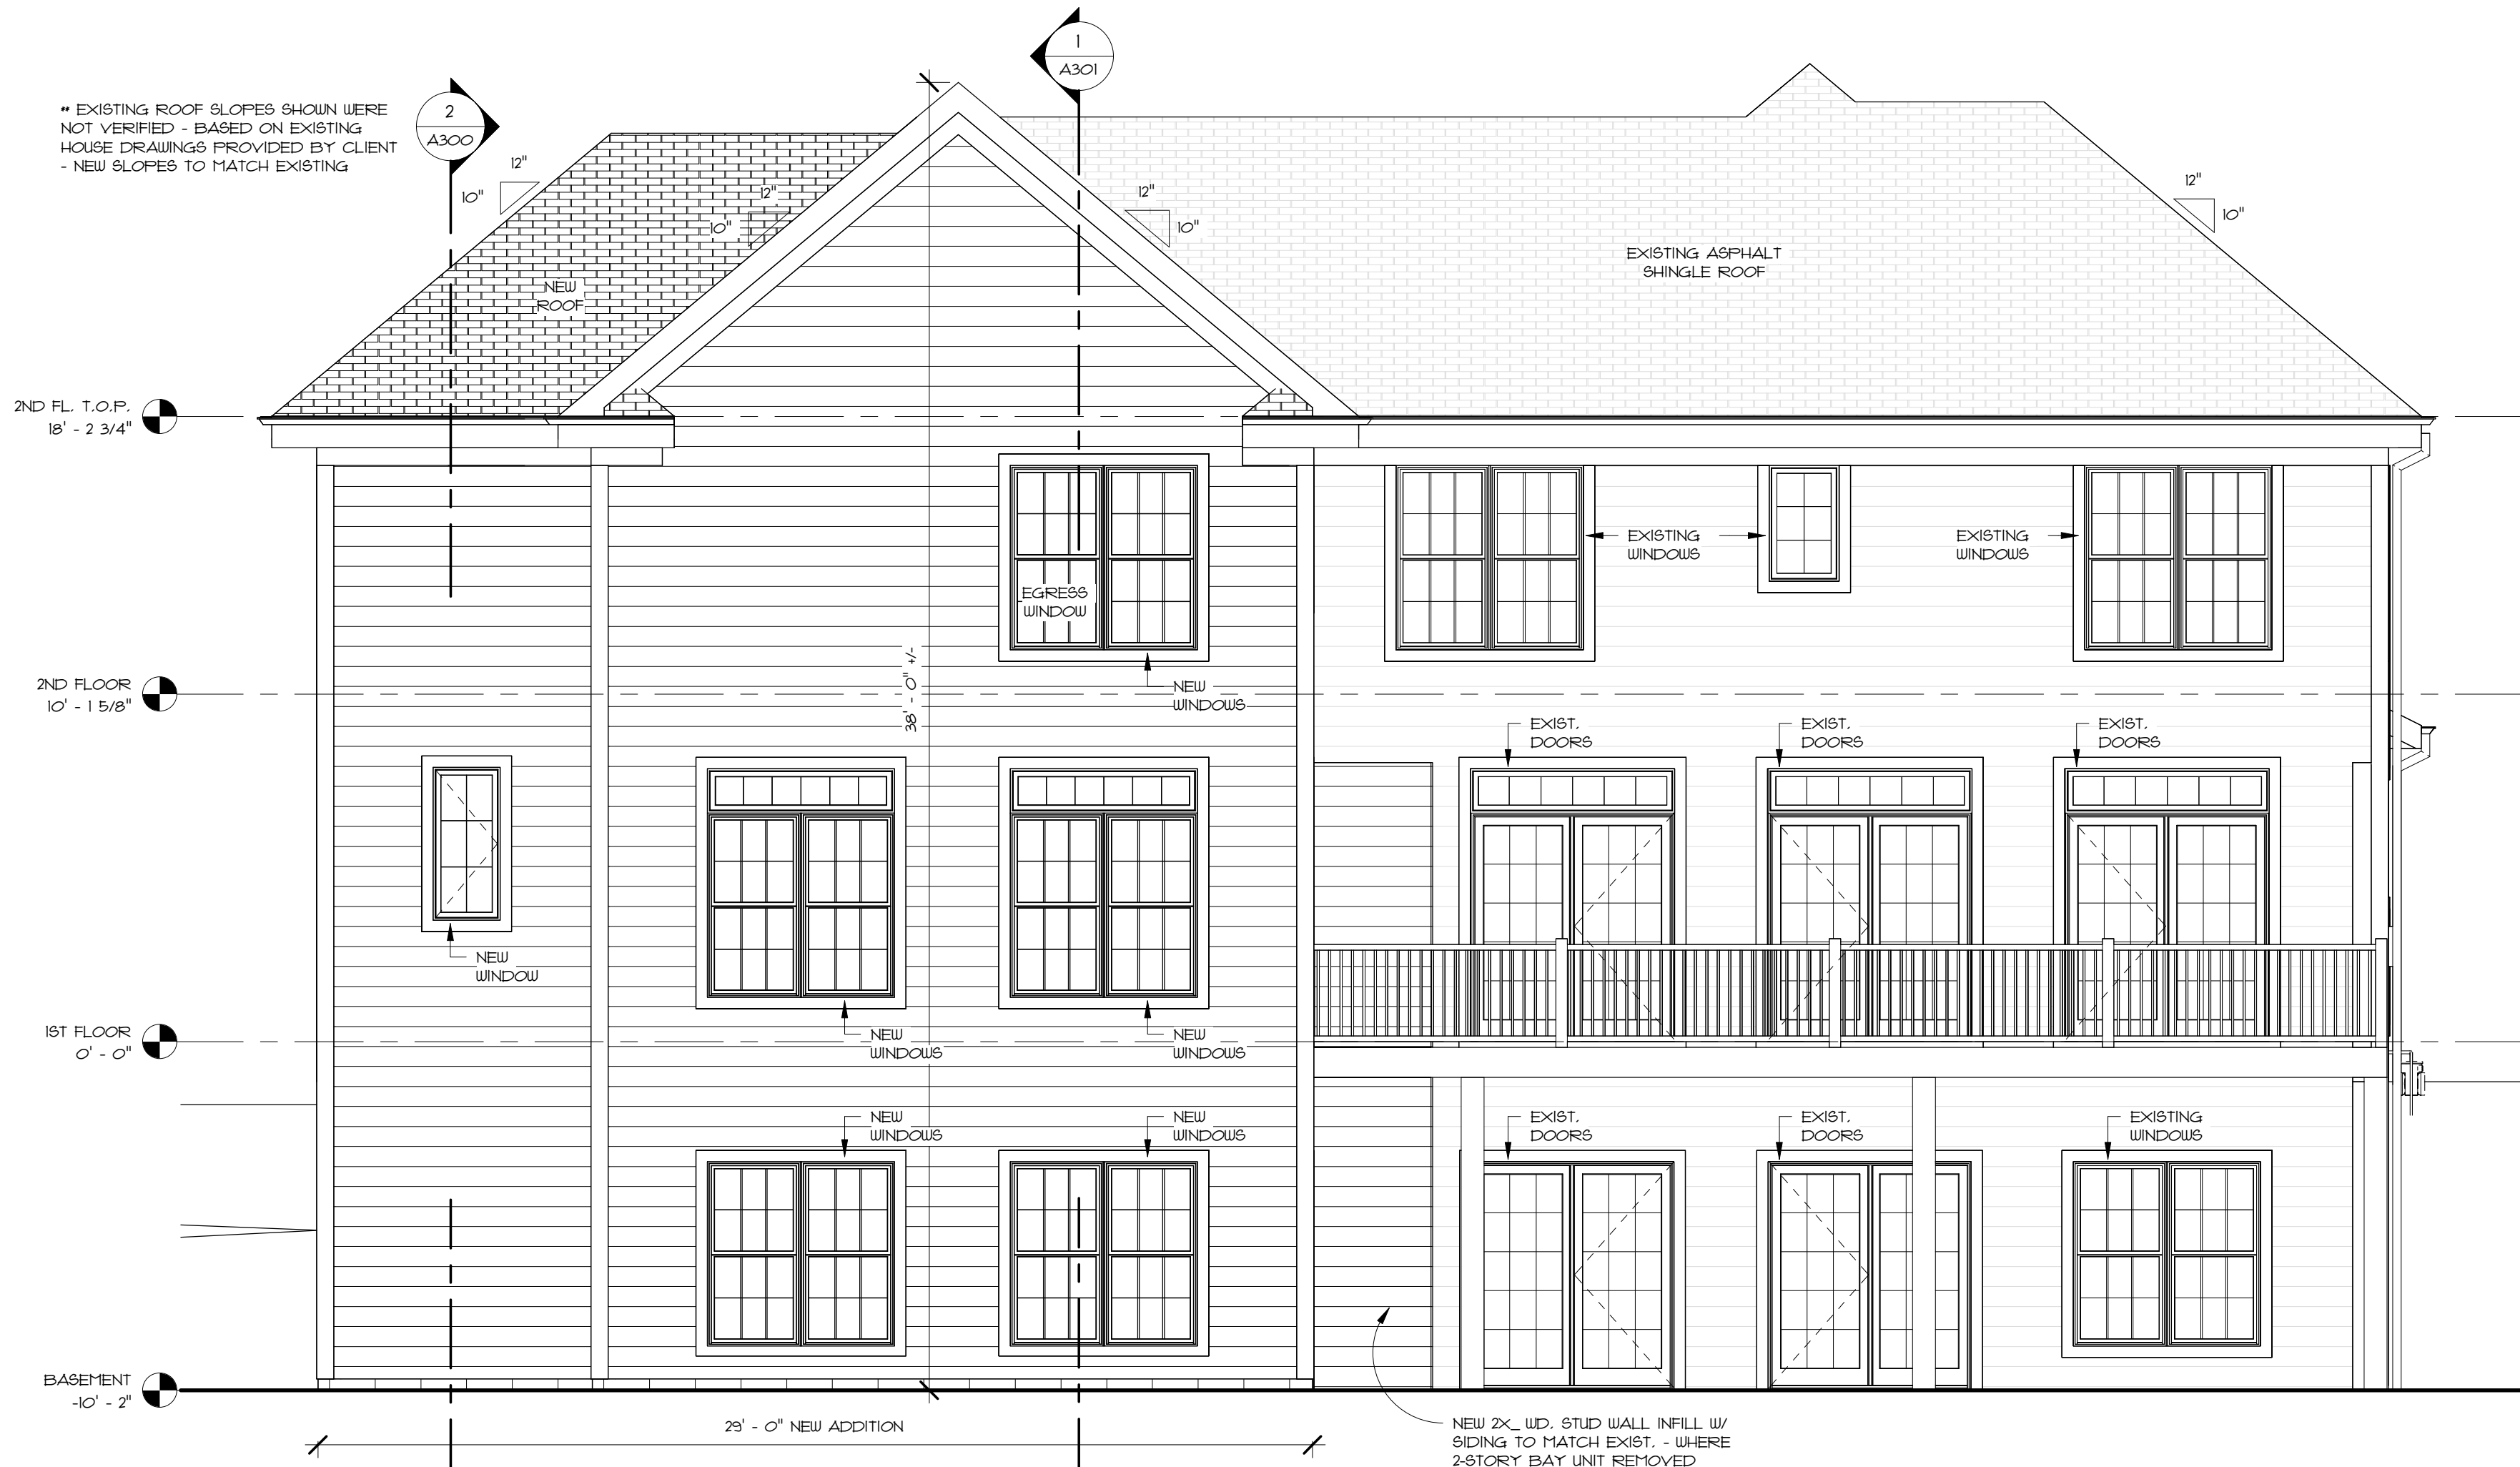 1
A301
** EXISTING ROOF SLOPES SHOWN WERE
NOT VERIFIED - BASED ON EXISTING
HOUSE DRAWINGS PROVIDED BY CLIENT
- NEW SLOPES TO MATCH EXISTING
2
A300
12"
10"
12"
10"
12"
10"
12"
10"
NEW
ROOF
EXISTING ASPHALT
SHINGLE ROOF
2ND FL. T.O.P.
18' - 2 3/4"
EGRESS
WINDOW
EXISTING
WINDOWS
EXISTING
WINDOWS
38' - 0" +/-
NEW
WINDOWS
2ND FLOOR
10' - 1 5/8"
EXIST.
DOORS
EXIST.
DOORS
EXIST.
DOORS
NEW
WINDOW
1ST FLOOR
0' - 0"
NEW
WINDOWS
NEW
WINDOWS
NEW
WINDOWS
NEW
WINDOWS
EXIST.
DOORS
EXIST.
DOORS
EXISTING
WINDOWS
BASEMENT
-10' - 2"
29' - 0" NEW ADDITION
NEW 2X_ WD. STUD WALL INFILL W/
SIDING TO MATCH EXIST. - WHERE
2-STORY BAY UNIT REMOVED